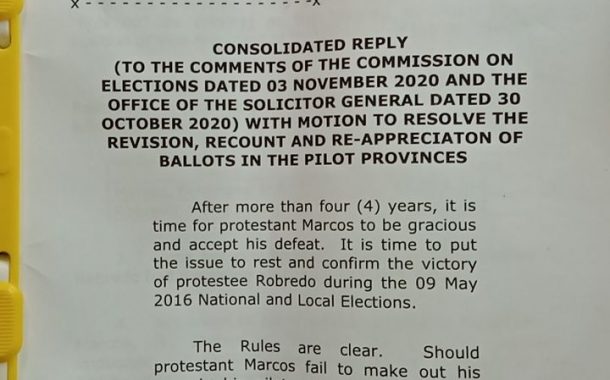 x - - - - - - - - - - - - - - - - - - - -x
CONSOLIDATED REPLY
(TO THE COMMENTS OF THE COMMISSION ON
ELECTIONS DATED 03 NOVEMBER 2020 AND THE
OFFICE OF THE SOLICITOR GENERAL DATED 30
OCTOBER 2020) WITH MOTION TO RESOLVE THE
REVISION, RECOUNT AND RE-APPRECIATON OF
BALLOTS IN THE PILOT PROVINCES
After more than four (4) years, it is
time for protestant Marcos to be gracious
and accept his defeat. It is time to put
the issue to rest and confirm the victory
of protestee Robredo during the 09 May
2016 National and Local Elections.
The Rules are clear. Should
protestant Marcos fail to make out his